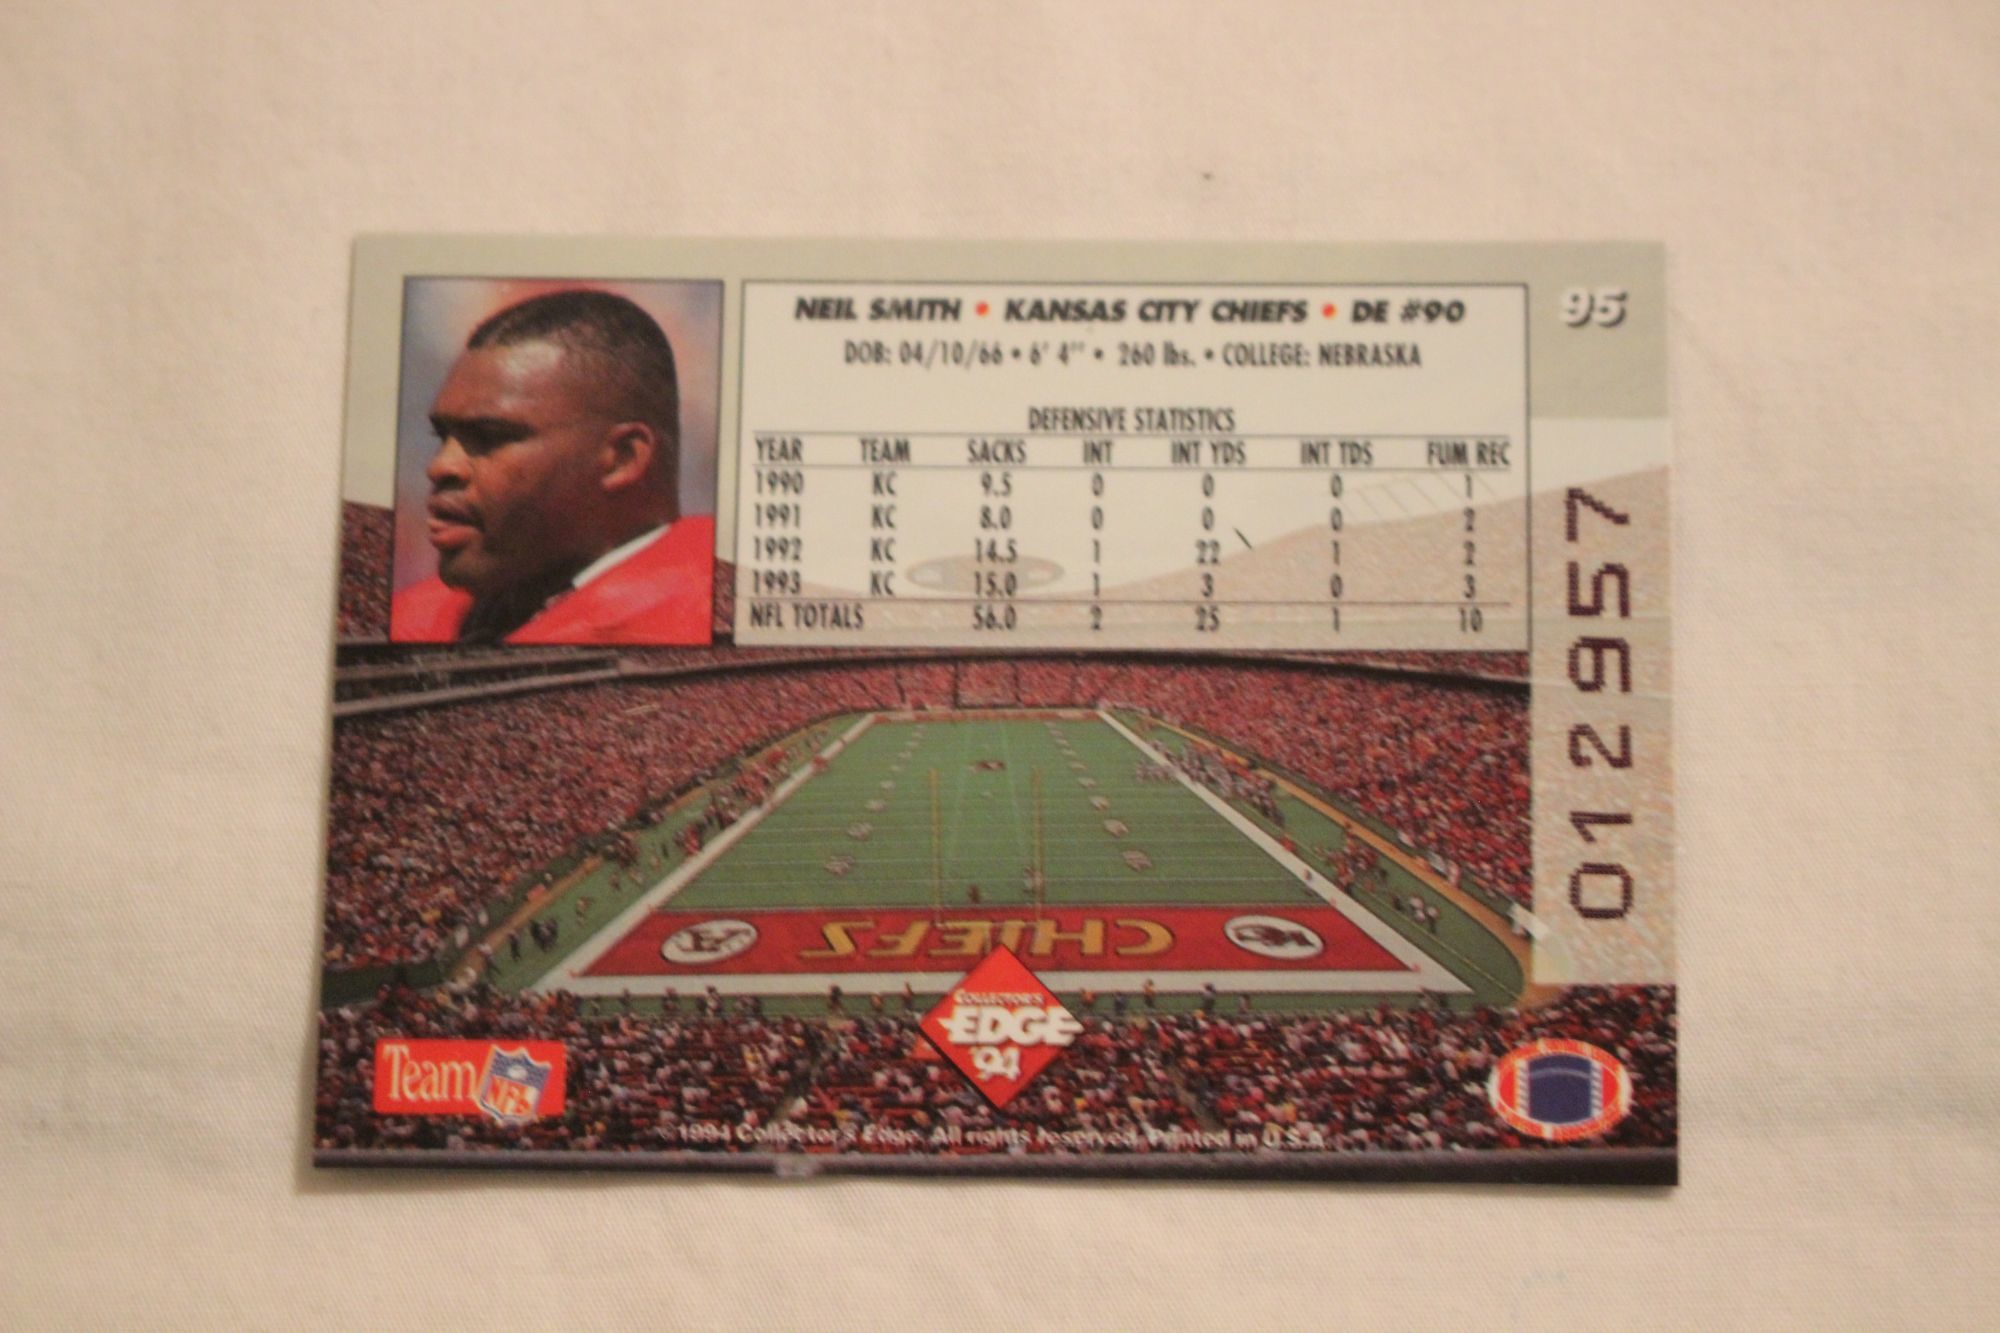 NEIL SMITH • KANSAS CITY CHIEFS • DE #90
95
DOB: 04/10/66 • 6' 4" • 260 lbs. • COLLEGE: NEBRASKA
DEFENSIVE STATISTICS
YEAR TEAM SACKS INT INT YDS INT TDS FUM REC
1990 KC 9.5 0 0 0 1
1991 KC 8.0 0 0 0 2
1992 KC 14.5 1 22 1 2
1993 KC 15.0 1 3 0 3
NFL TOTALS 56.0 2 25 1 10
012957
CHIEFS
KC
COLLECTOR'S
EDGE
'94
Team NFL
©1994 Collector's Edge. All rights reserved. Printed in U.S.A.